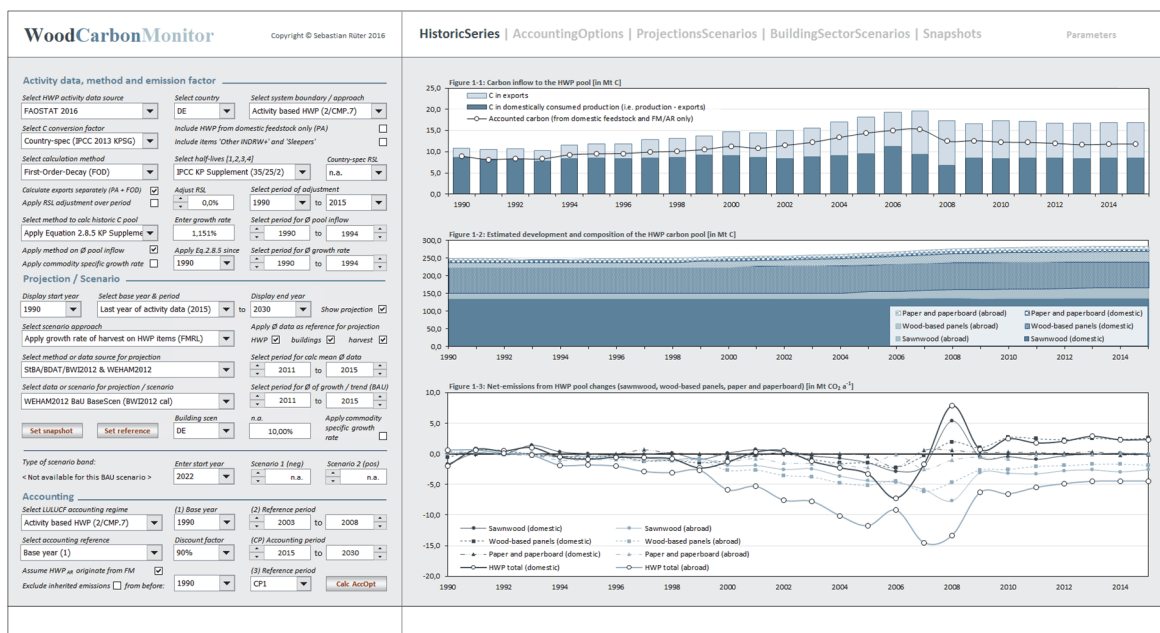 WoodCarbonMonitor
Copyright © Sebastian Rüter 2016
HistoricSeries | AccountingOptions | ProjectionsScenarios | BuildingSectorScenarios | Snapshots
Parameters
Activity data, method and emission factor
Select HWP activity data source
Select country
Select system boundary / approach
FAOSTAT 2016
DE
Activity based HWP (2/CMP.7)
Select C conversion factor
Include HWP from domestic feedstock only (PA)
Country-spec (IPCC 2013 KPSG)
Include items 'Other INDRW+' and 'Sleepers'
Select calculation method
Select half-lives [1,2,3,4]
Country-spec RSL
First-Order-Decay (FOD)
IPCC KP Supplement (35/25/2)
n.a.
Calculate exports separately (PA + FOD)
Adjust RSL
Select period of adjustment
Apply RSL adjustment over period
0,0%
1990
to
2015
Select method to calc historic C pool
Enter growth rate
Select period for Ø pool inflow
Apply Equation 2.8.5 KP Suppleme
1,151%
1990
to
1994
Apply method on Ø pool inflow
Apply Eq.2.8.5 since
Select period for Ø growth rate
Apply commodity specific growth rate
1990
1990
to
1994
Projection / Scenario
Display start year
Select base year & period
Display end year
1990
Last year of activity data (2015)
to
2030
Show projection
Select scenario approach
Apply Ø data as reference for projection
Apply growth rate of harvest on HWP items (FMRL)
HWP
buildings
harvest
Select method or data source for projection
Select period for calc mean Ø data
StBA/BDAT/BWI2012 & WEHAM2012
2011
to
2015
Select data or scenario for projection / scenario
Select period for Ø of growth / trend (BAU)
WEHAM2012 BaU BaseScen (BWI2012 cal)
2011
to
2015
Building scen
n.a.
Apply commodity
specific growth
rate
Set snapshot
Set reference
DE
10,00%
Type of scenario band:
Enter start year
Scenario 1 (neg)
Scenario 2 (pos)
< Not available for this BAU scenario >
2022
n.a.
n.a.
Accounting
Select LULUCF accounting regime
(1) Base year
(2) Reference period
Activity based HWP (2/CMP.7)
1990
2003
to
2008
Select accounting reference
Discount factor
(CP) Accounting period
Base year (1)
90%
2015
to
2030
Assume HWP AR originate from FM
(3) Reference period
Exclude inherited emissions
from before:
1990
CP1
Calc AccOpt
Figure 1-1: Carbon inflow to the HWP pool [in Mt C]
25,0
20,0
15,0
10,0
5,0
0,0
C in exports
C in domestically consumed production (i.e. production - exports)
Accounted carbon (from domestic feedstock and FM/AR only)
1990 1992 1994 1996 1998 2000 2002 2004 2006 2008 2010 2012 2014
Figure 1-2: Estimated development and composition of the HWP carbon pool [in Mt C]
300,0
250,0
200,0
150,0
100,0
50,0
0,0
Paper and paperboard (abroad)
Paper and paperboard (domestic)
Wood-based panels (abroad)
Wood-based panels (domestic)
Sawnwood (abroad)
Sawnwood (domestic)
1990 1992 1994 1996 1998 2000 2002 2004 2006 2008 2010 2012 2014
Figure 1-3: Net-emissions from HWP pool changes (sawnwood, wood-based panels, paper and paperboard) [in Mt CO₂ a⁻¹]
10,0
5,0
0,0
-5,0
-10,0
-15,0
-20,0
Sawnwood (domestic)
Sawnwood (abroad)
Wood-based panels (domestic)
Wood-based panels (abroad)
Paper and paperboard (domestic)
Paper and paperboard (abroad)
HWP total (domestic)
HWP total (abroad)
1990 1992 1994 1996 1998 2000 2002 2004 2006 2008 2010 2012 2014